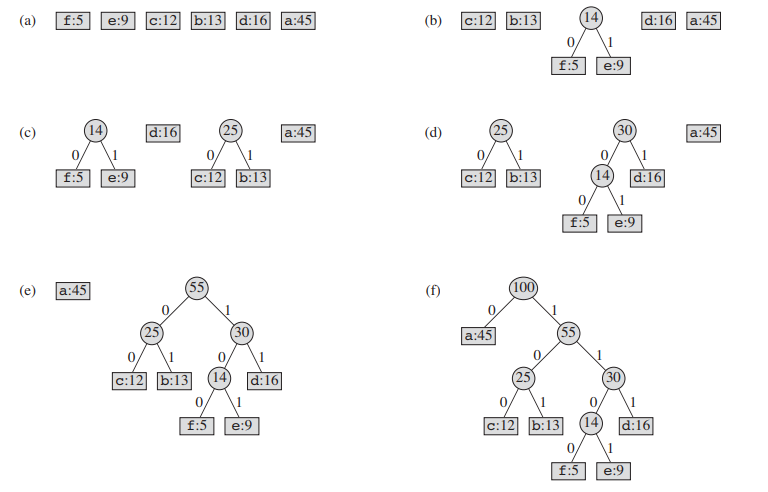 (a) f:5 e:9 c:12 b:13 d:16 a:45
(b) c:12 b:13 14 d:16 a:45
0 1
f:5 e:9
(c) 14 d:16 25 a:45
0 1 0 1
f:5 e:9 c:12 b:13
(d) 25 30 a:45
0 1 0 1
c:12 b:13 14 d:16
0 1
f:5 e:9
(e) a:45 55
0 1
25 30
0 1 0 1
c:12 b:13 14 d:16
0 1
f:5 e:9
(f) 100
0 1
a:45 55
0 1
25 30
0 1 0 1
c:12 b:13 14 d:16
0 1
f:5 e:9